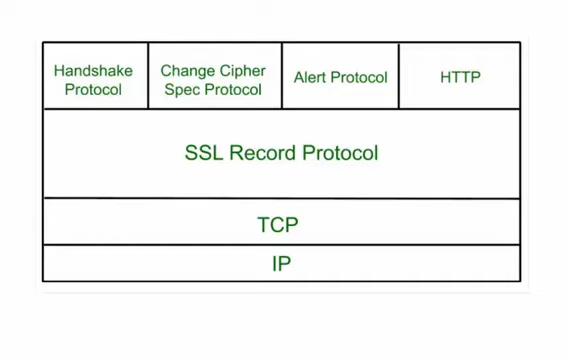 Handshake
Protocol
Change Cipher
Spec Protocol
Alert Protocol
HTTP
SSL Record Protocol
TCP
IP